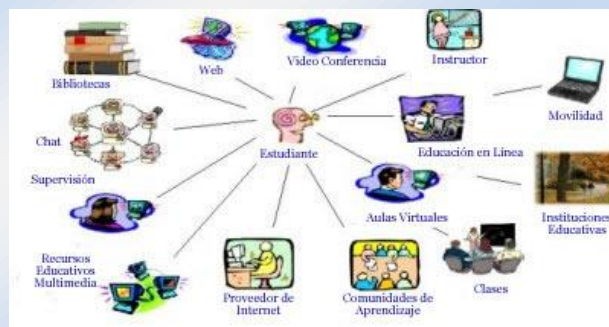 Bibliotecas
Web
Video Conferencia
Instructor
Movilidad
Chat
Estudiante
Educación en Línea
Supervisión
Aulas Virtuales
Instituciones
Educativas
Recursos
Educativos
Multimedia
Proveedor de
Internet
Comunidades de
Aprendizaje
Clases